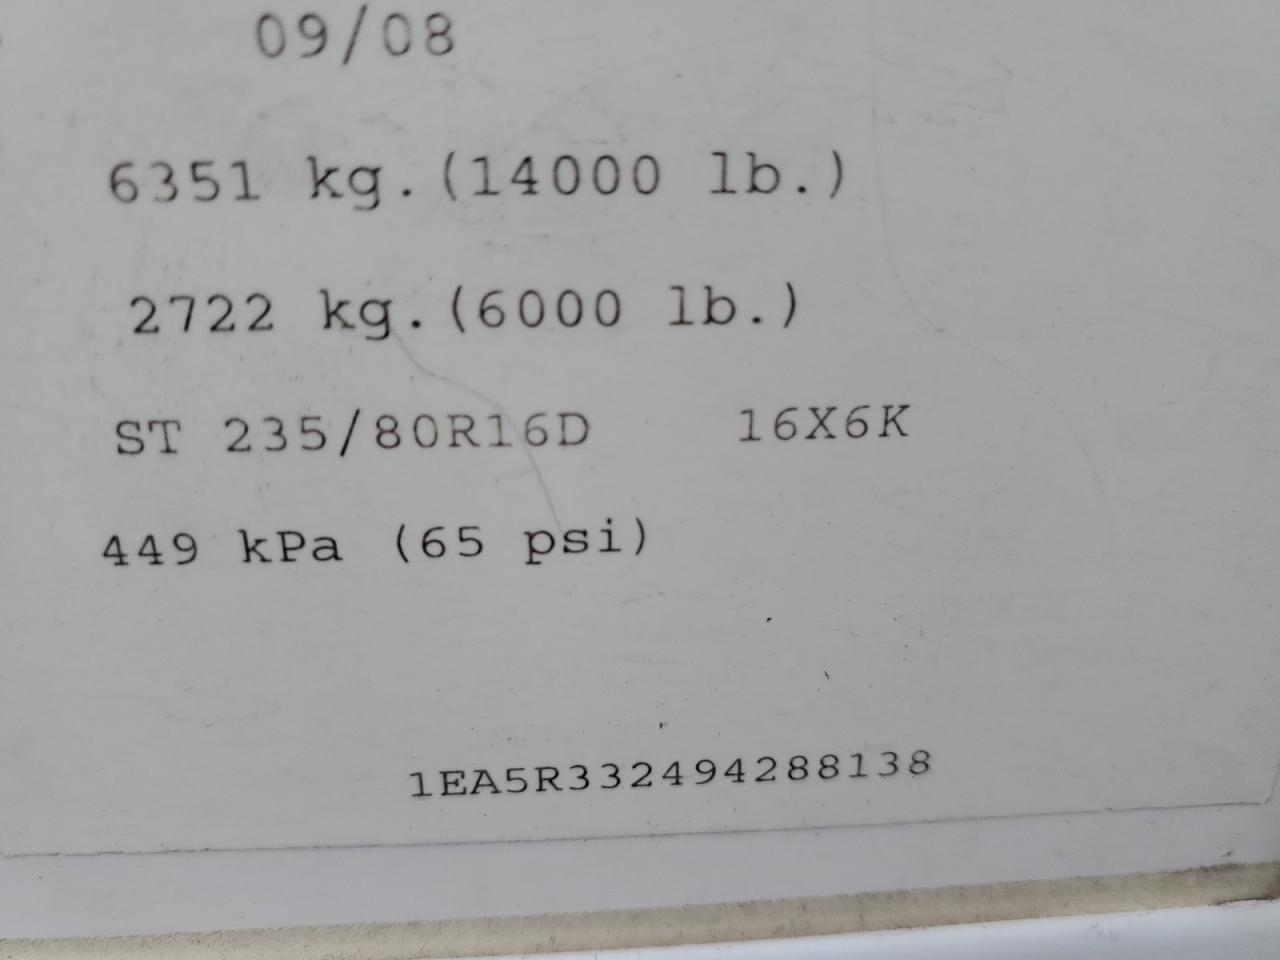 09/08
6351 kg.(14000 lb.)
2722 kg.(6000 lb.)
ST 235/80R16D 16X6K
449 kPa (65 psi)
1EA5R332494288138